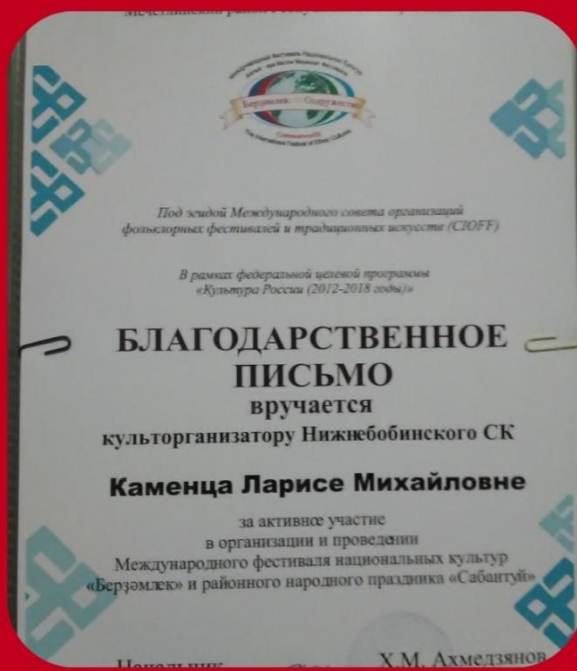 Под эгидой Международного совета организаций
фольклорных фестивалей и традиционных искусств (CIOFF)
В рамках федеральной целевой программы
«Культура России (2012-2018 годы)»
БЛАГОДАРСТВЕННОЕ
ПИСЬМО
вручается
культорганизатору Нижнебобинского СК
Каменца Ларисе Михайловне
за активное участие
в организации и проведении
Международного фестиваля национальных культур
«Берҙәмлек» и районного народного праздника «Сабантуй»
Начальник
Х.М. Ахмедзянов